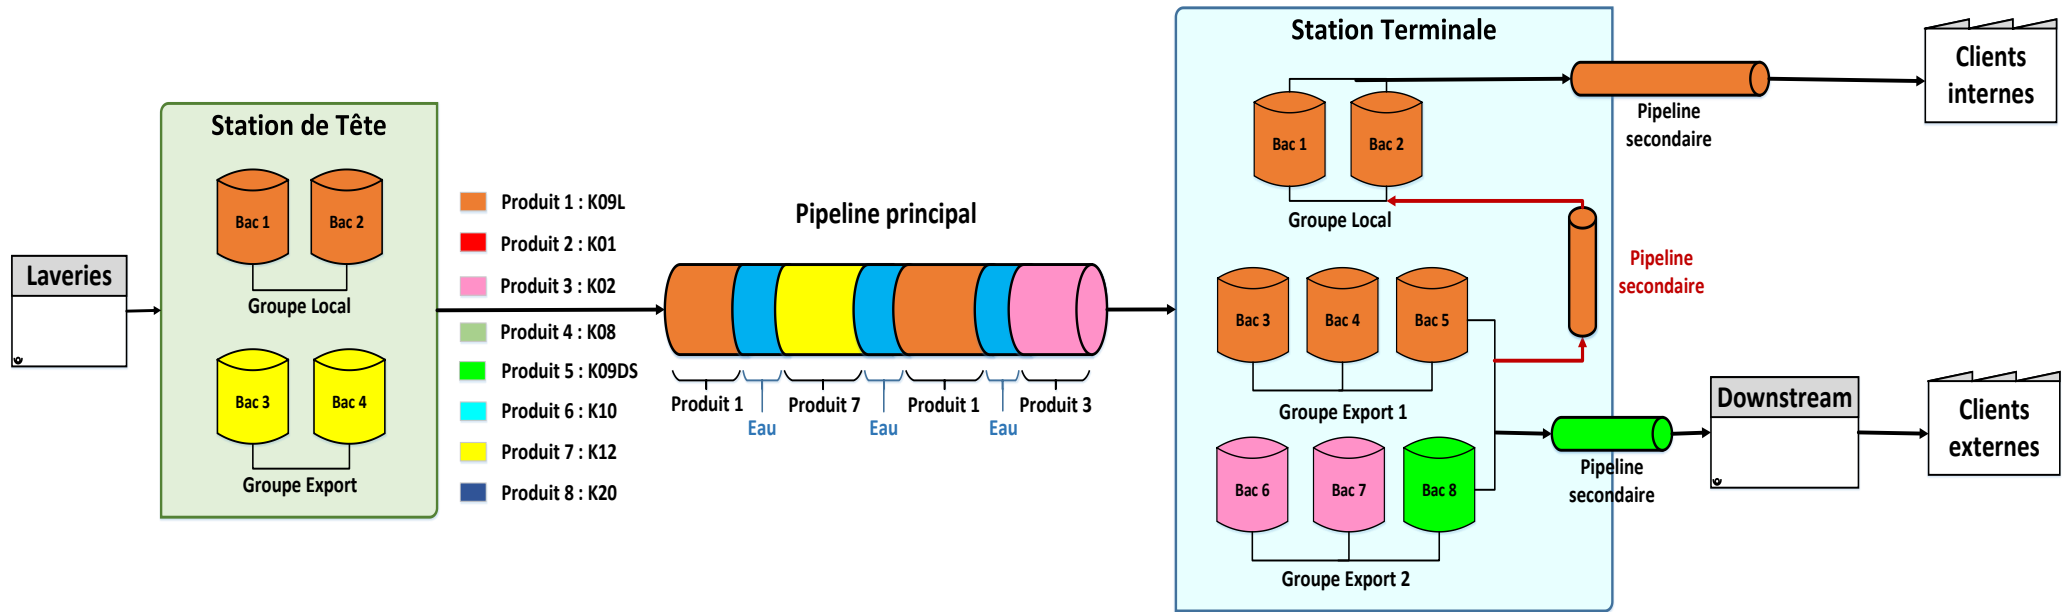 Laveries
Station de Tête
Bac 1
Bac 2
Groupe Local
Bac 3
Bac 4
Groupe Export
Produit 1 : K09L
Produit 2 : K01
Produit 3 : K02
Produit 4 : K08
Produit 5 : K09DS
Produit 6 : K10
Produit 7 : K12
Produit 8 : K20
Pipeline principal
Produit 1
Eau
Produit 7
Eau
Produit 1
Eau
Produit 3
Station Terminale
Bac 1
Bac 2
Groupe Local
Bac 3
Bac 4
Bac 5
Groupe Export 1
Bac 6
Bac 7
Bac 8
Groupe Export 2
Pipeline
secondaire
Pipeline
secondaire
Pipeline
secondaire
Clients
internes
Downstream
Clients
externes